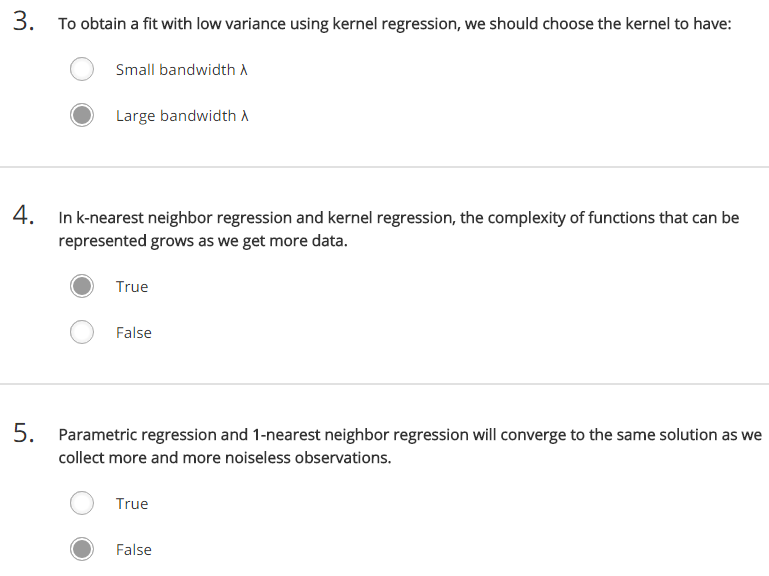 3. To obtain a fit with low variance using kernel regression, we should choose the kernel to have:
Small bandwidth λ
Large bandwidth λ
4. In k-nearest neighbor regression and kernel regression, the complexity of functions that can be
represented grows as we get more data.
True
False
5. Parametric regression and 1-nearest neighbor regression will converge to the same solution as we
collect more and more noiseless observations.
True
False